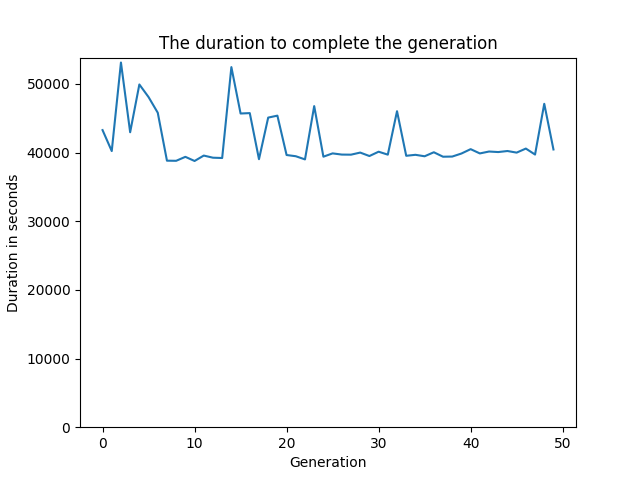 The duration to complete the generation
Duration in seconds
50000
40000
30000
20000
10000
0
0 10 20 30 40 50
Generation